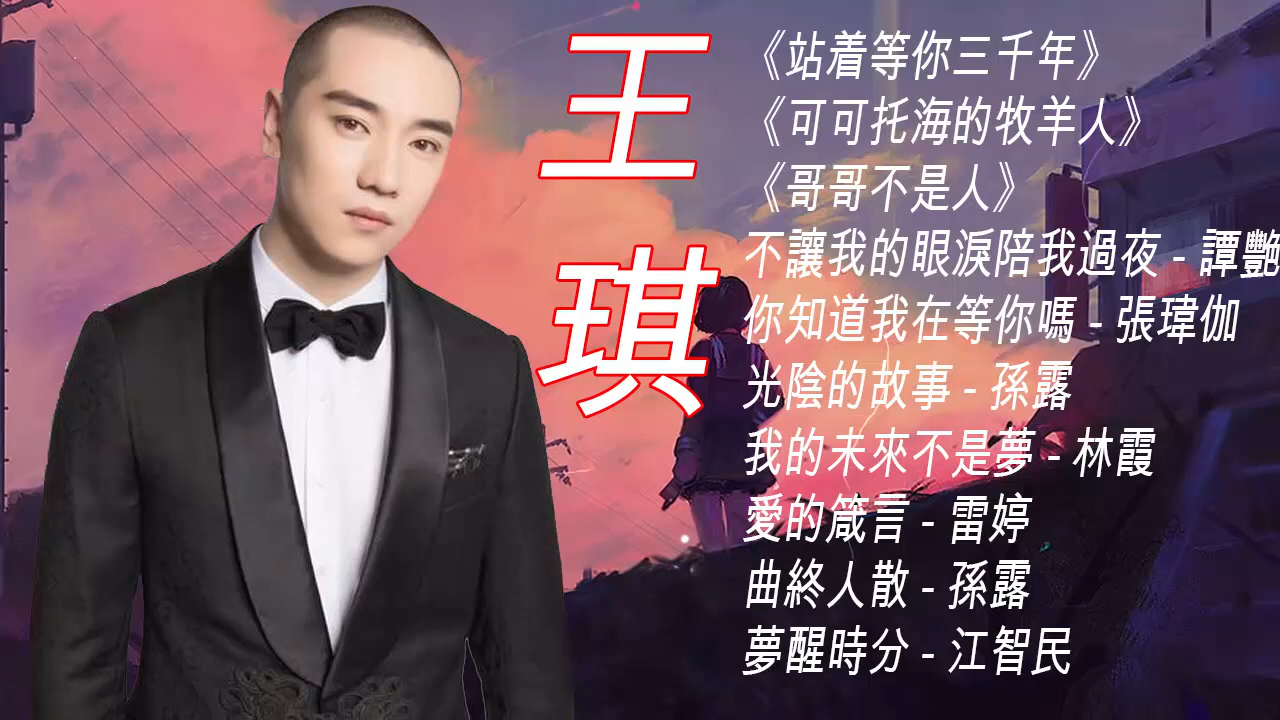 王琪
《站着等你三千年》
《可可托海的牧羊人》
《哥哥不是人》
不讓我的眼淚陪我過夜 - 譚艷
你知道我在等你嗎 - 張瑋伽
光陰的故事 - 孫露
我的未來不是夢 - 林霞
愛的箴言 - 雷婷
曲終人散 - 孫露
夢醒時分 - 江智民